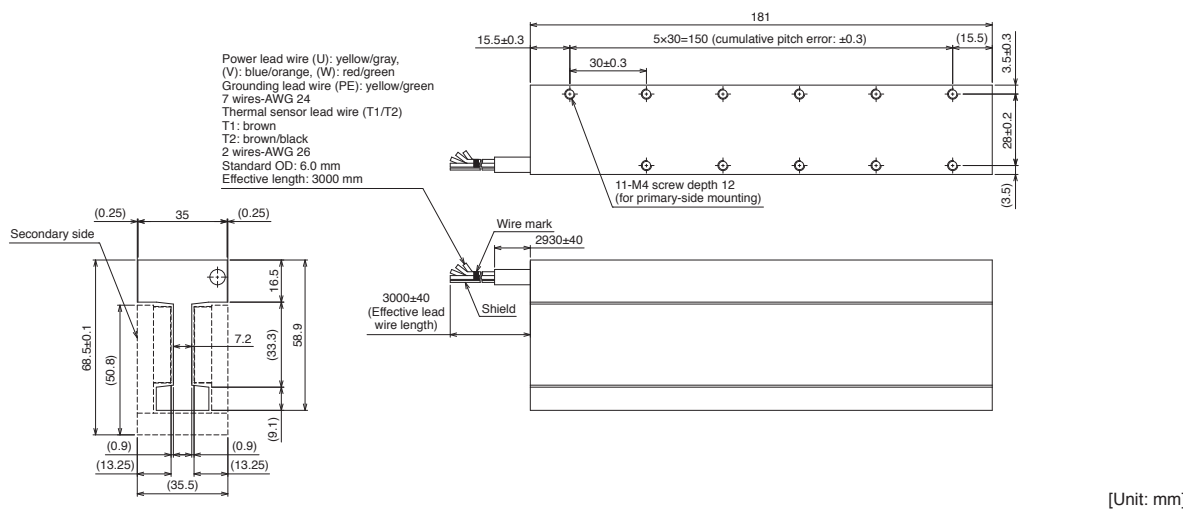 181
15.5±0.3
5×30=150 (cumulative pitch error: ±0.3)
(15.5)
30±0.3
3.5±0.3
28±0.2
(3.5)
Power lead wire (U): yellow/gray,
(V): blue/orange, (W): red/green
Grounding lead wire (PE): yellow/green
7 wires-AWG 24
Thermal sensor lead wire (T1/T2)
T1: brown
T2: brown/black
2 wires-AWG 26
Standard OD: 6.0 mm
Effective length: 3000 mm
11-M4 screw depth 12
(for primary-side mounting)
(0.25)
35
(0.25)
Secondary side
Wire mark
2930±40
3000±40
(Effective lead
wire length)
Shield
16.5
68.5±0.1
(50.8)
7.2
(33.3)
58.9
(9.1)
(0.9)
(0.9)
(13.25)
(13.25)
(35.5)
[Unit: mm]